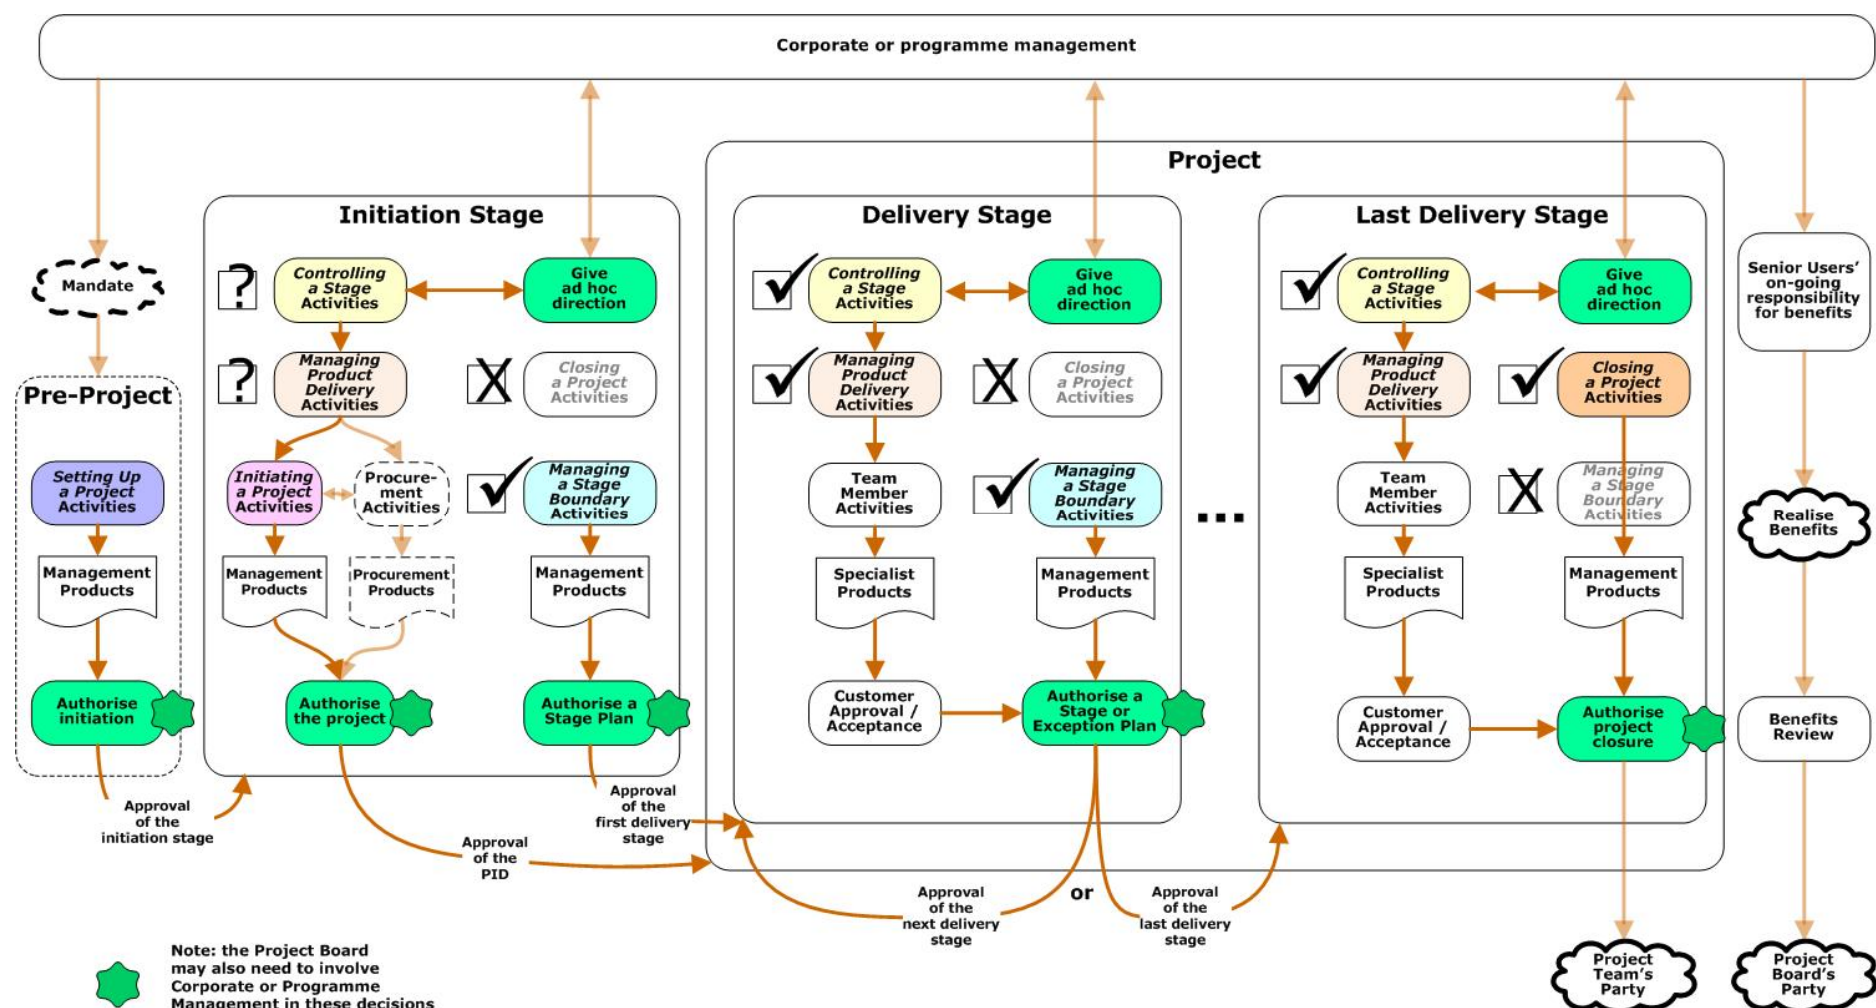 Corporate or programme management
Project
Initiation Stage
Delivery Stage
Last Delivery Stage
Mandate
?
Controlling
a Stage
Activities
Give
ad hoc
direction
Controlling
a Stage
Activities
Give
ad hoc
direction
Controlling
a Stage
Activities
Give
ad hoc
direction
Senior Users’
on-going
responsibility
for benefits
Pre-Project
?
Managing
Product
Delivery
Activities
X
Closing
a Project
Activities
Managing
Product
Delivery
Activities
X
Closing
a Project
Activities
Managing
Product
Delivery
Activities
Closing
a Project
Activities
Setting Up
a Project
Activities
Initiating
a Project
Activities
Procure-
ment
Activities
Managing
a Stage
Boundary
Activities
Team
Member
Activities
Managing
a Stage
Boundary
Activities
...
Team
Member
Activities
X
Managing
a Stage
Boundary
Activities
Realise
Benefits
Management
Products
Management
Products
Procurement
Products
Management
Products
Specialist
Products
Management
Products
Specialist
Products
Management
Products
Authorise
initiation
Authorise
the project
Authorise a
Stage Plan
Customer
Approval /
Acceptance
Authorise a
Stage or
Exception Plan
Customer
Approval /
Acceptance
Authorise
project
closure
Benefits
Review
Approval
of the
initiation stage
Approval
of the
PID
Approval
of the
first delivery
stage
Approval
of the
next delivery
stage
or
Approval
of the
last delivery
stage
Project
Team’s
Party
Project
Board’s
Party
Note: the Project Board
may also need to involve
Corporate or Programme
Management in these decisions